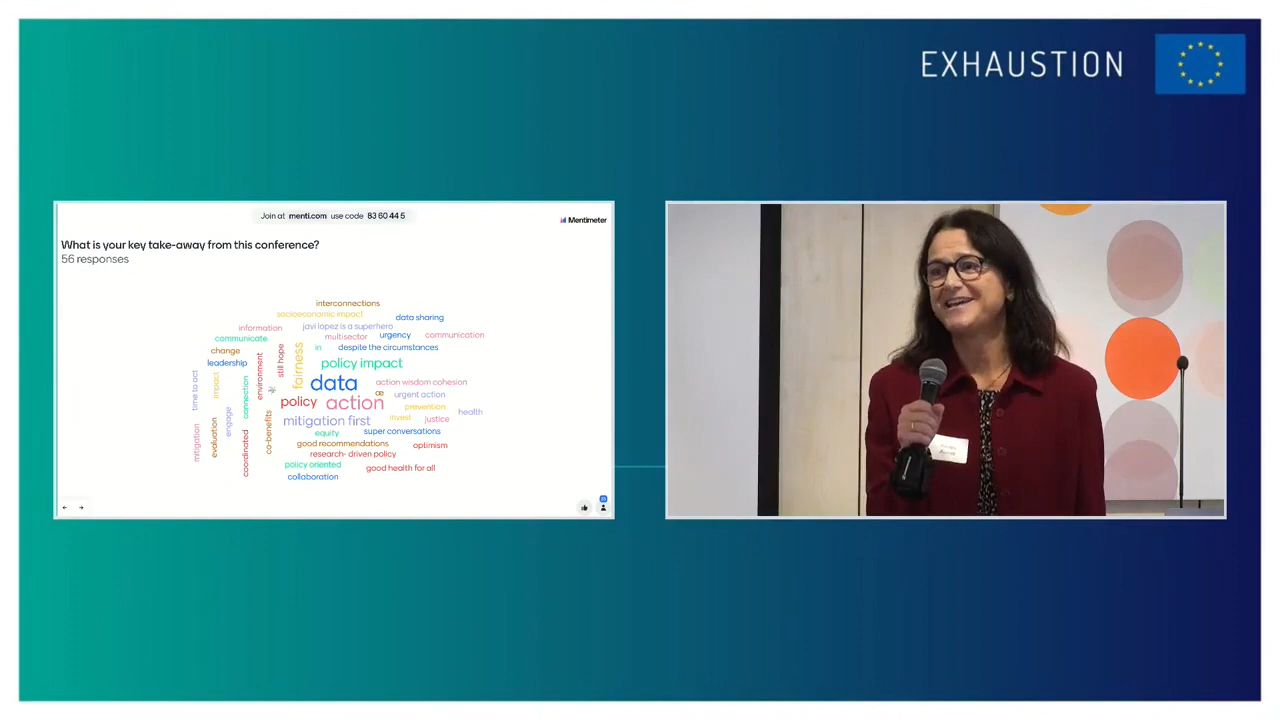 EXHAUSTION
Join at menti.com use code 83 60 44 5
Mentimeter
What is your key take-away from this conference?
56 responses
interconnections
socioeconomic impact
data sharing
information
javi lopez is a superhero
communicate
multisector
urgency
communication
change
in
despite the circumstances
leadership
environment
still hope
fairness
policy impact
time to act
impact
connection
data
action wisdom cohesion
œ
urgent action
policy
action
prevention
engage
co-benefits
mitigation first
invest
justice
health
mitigation
evaluation
coordinated
equity
super conversations
good recommendations
optimism
research- driven policy
policy oriented
good health for all
collaboration